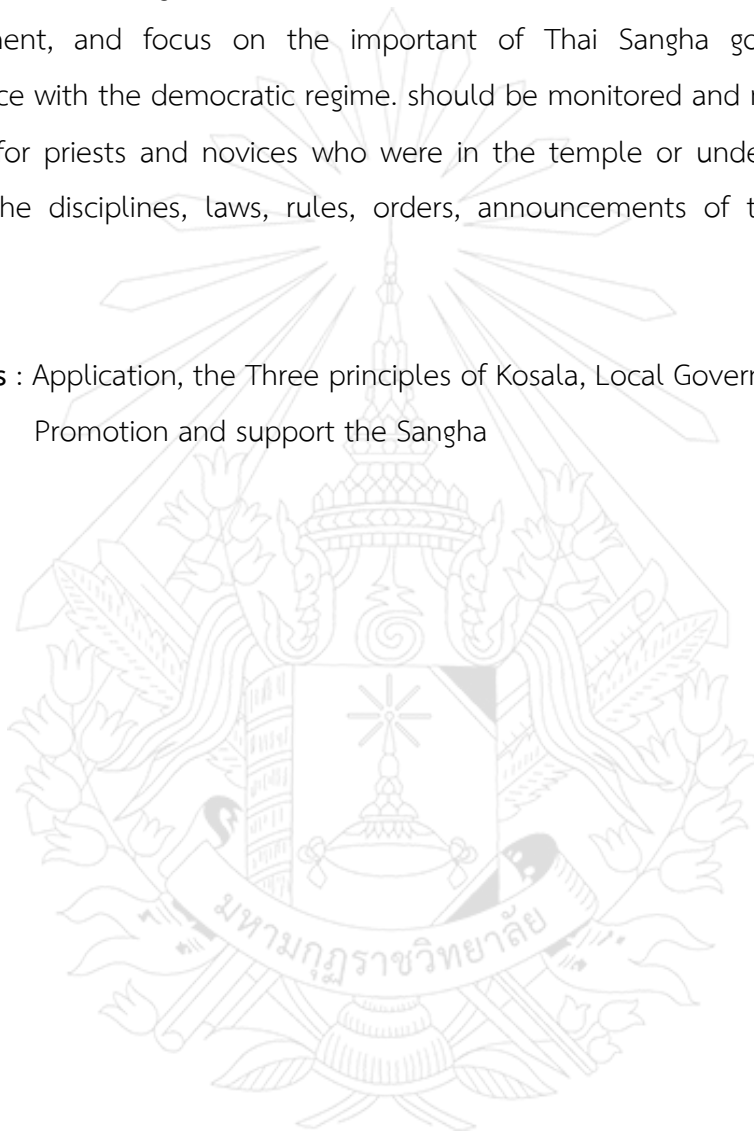 ment, and focus on the important of Thai Sangha go
ce with the democratic regime. should be monitored and r
for priests and novices who were in the temple or unde
he disciplines, laws, rules, orders, announcements of t
s : Application, the Three principles of Kosala, Local Govern
Promotion and support the Sangha
มหามกุฏราชวิทยาลัย